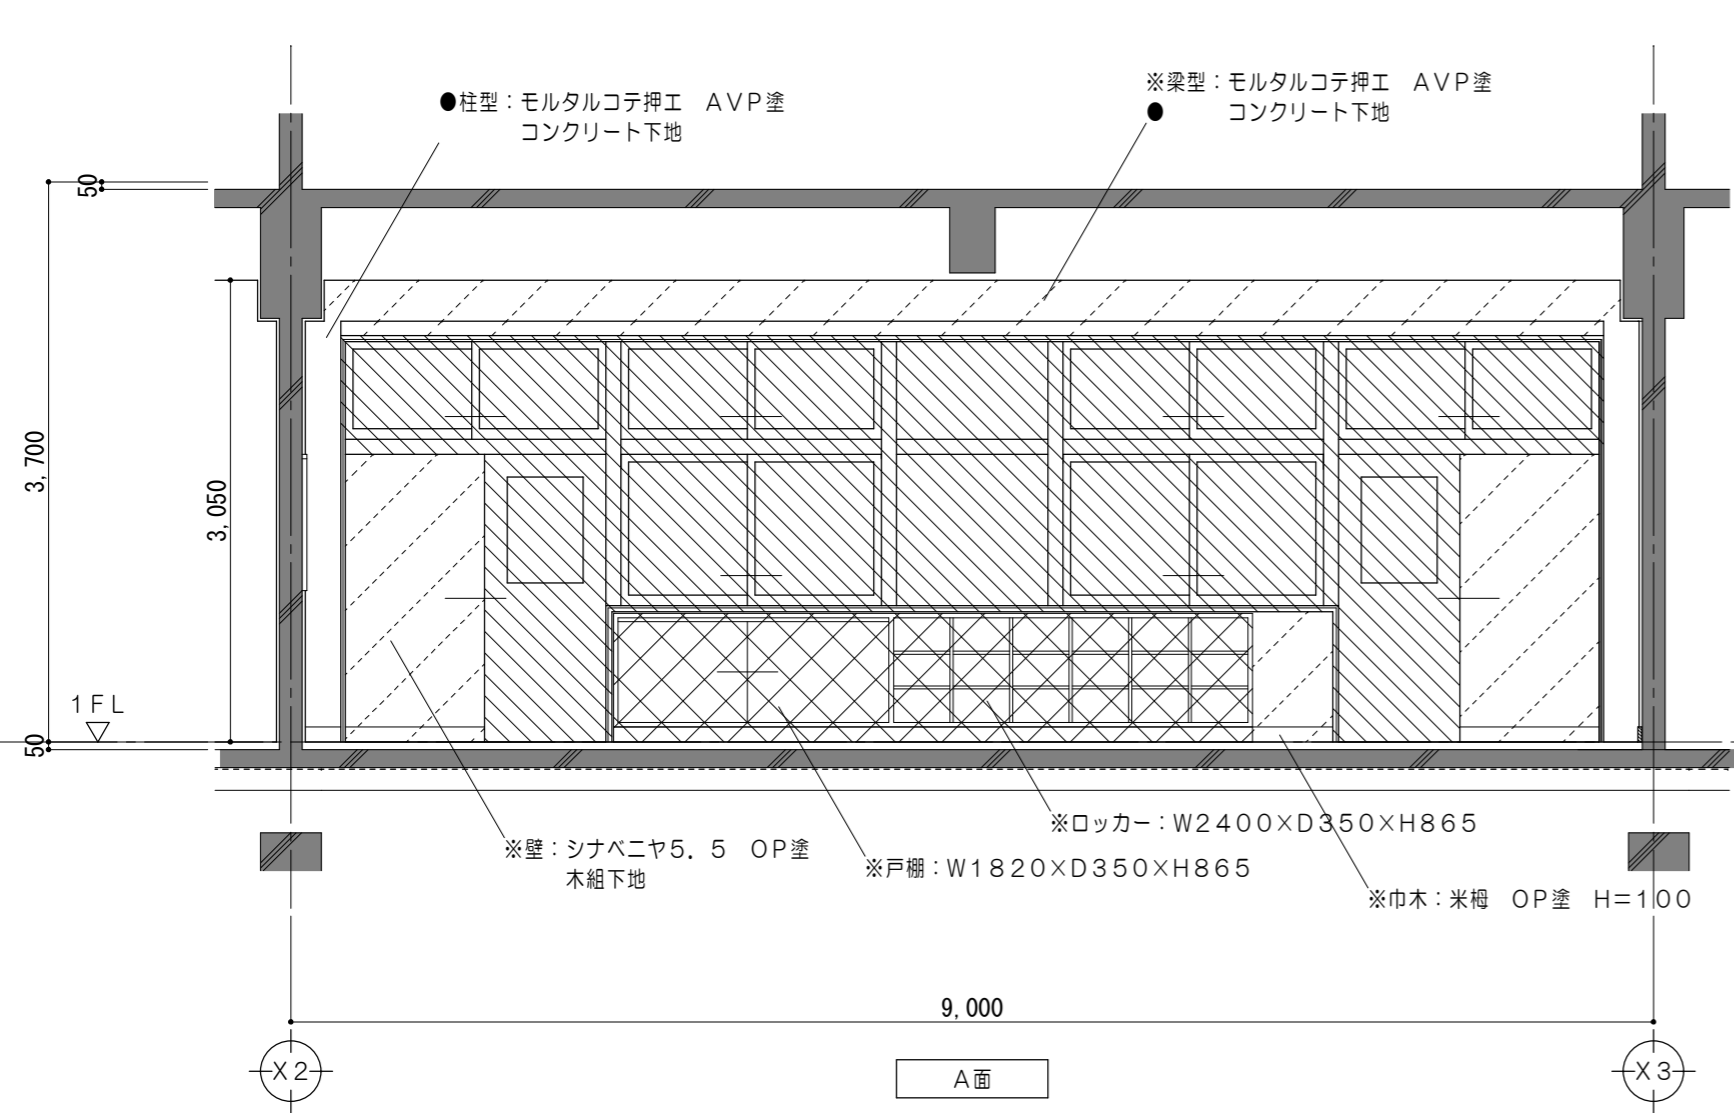 ※梁型：モルタルコテ押エ　ＡＶＰ塗
●　　コンクリート下地
●柱型：モルタルコテ押エ　ＡＶＰ塗
コンクリート下地
50
3,700
3,050
１ＦＬ
50
※ロッカー：Ｗ２４００×Ｄ３５０×Ｈ８６５
※壁：シナベニヤ５．５　ＯＰ塗
木組下地
※戸棚：Ｗ１８２０×Ｄ３５０×Ｈ８６５
※巾木：米栂　ＯＰ塗　Ｈ＝１００
9,000
Ｘ２
Ａ面
Ｘ３